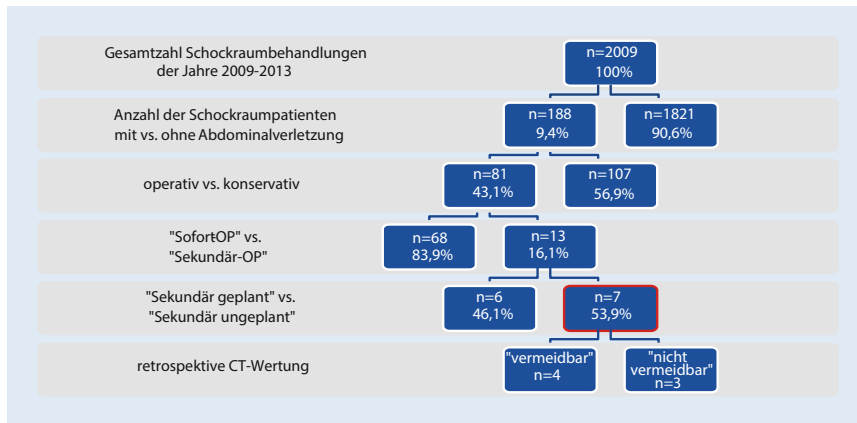 Gesamtzahl Schockraumbehandlungen
der Jahre 2009-2013
n=2009
100%
Anzahl der Schockraumpatienten
mit vs. ohne Abdominalverletzung
n=188
9,4%
n=1821
90,6%
operativ vs. konservativ
n=81
43,1%
n=107
56,9%
"Sofort-OP" vs.
"Sekundär-OP"
n=68
83,9%
n=13
16,1%
"Sekundär geplant" vs.
"Sekundär ungeplant"
n=6
46,1%
n=7
53,9%
retrospektive CT-Wertung
"vermeidbar"
n=4
"nicht
vermeidbar"
n=3